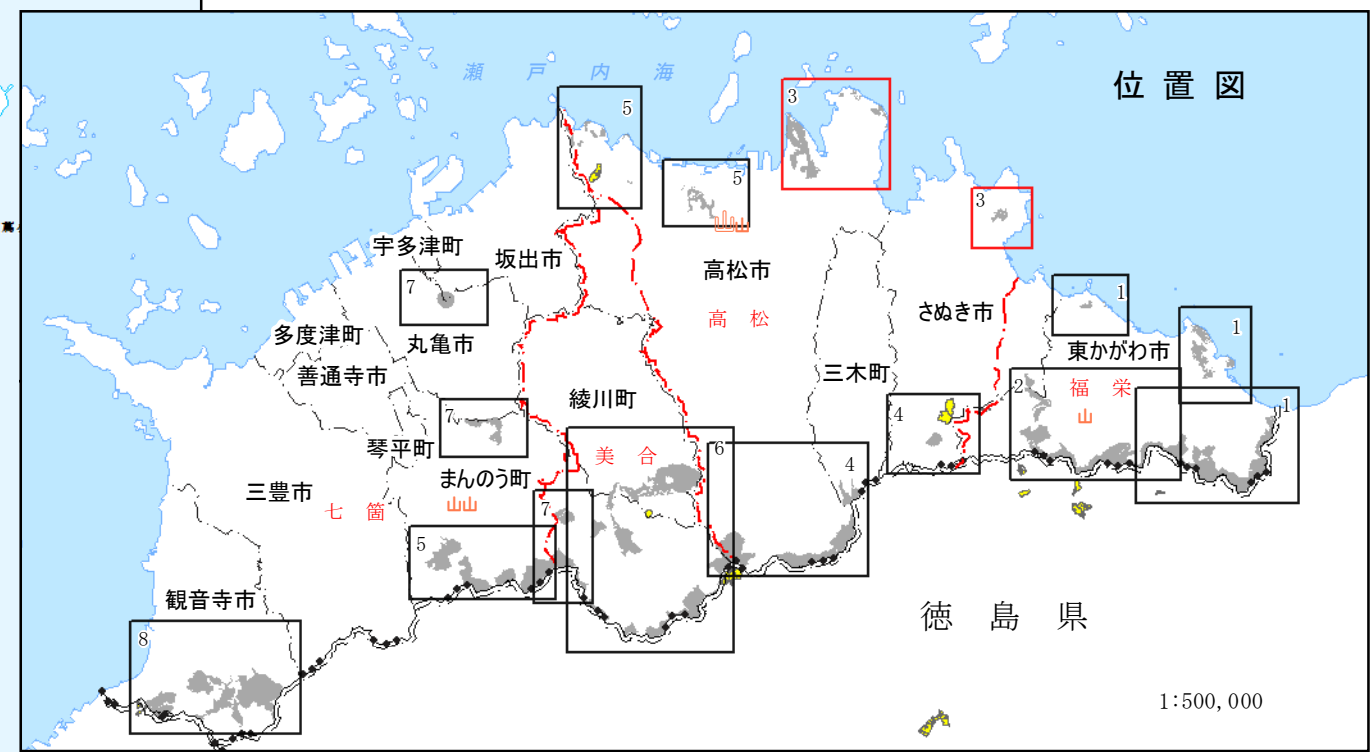 瀬戸内海
位置図
3
5
5
3
萬
宇多津町
坂出市
高松市
7
1
さぬき市
高松
1
多度津町
丸亀市
東かがわ市
善通寺市
三木町
2
福栄
綾川町
4
1
7
琴平町
美合
6
まんのう町
4
三豊市
七箇
7
5
観音寺市
徳島県
8
1:500,000